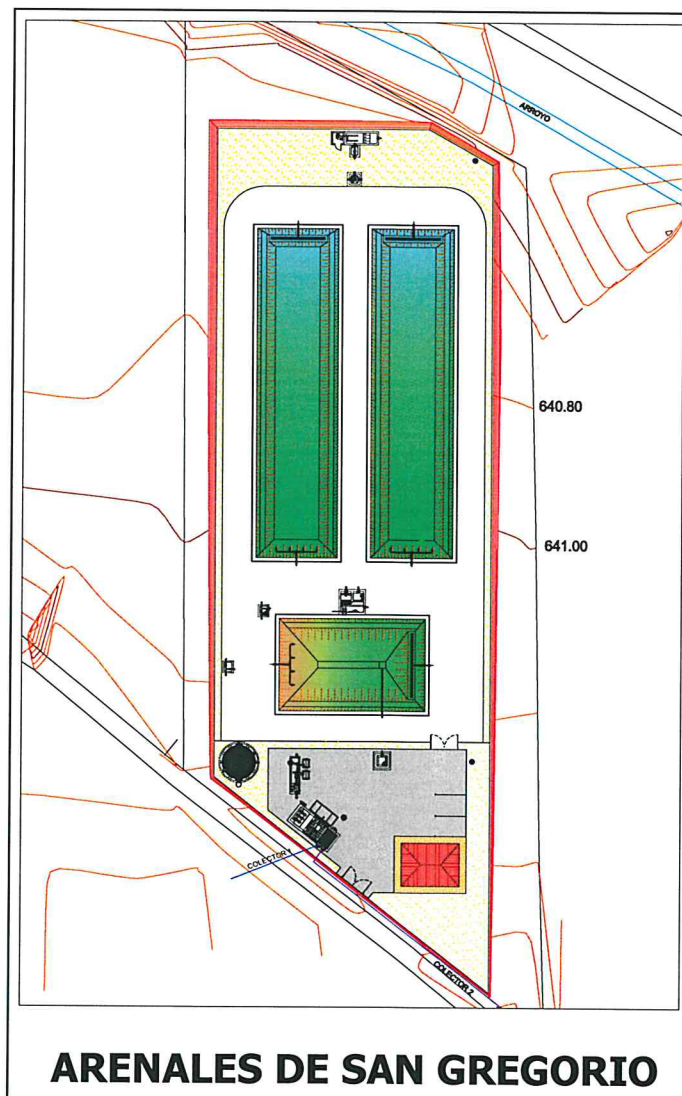 ARROYO
640.80
641.00
COLECTOR 1
COLECTOR 2
ARENALES DE SAN GREGORIO